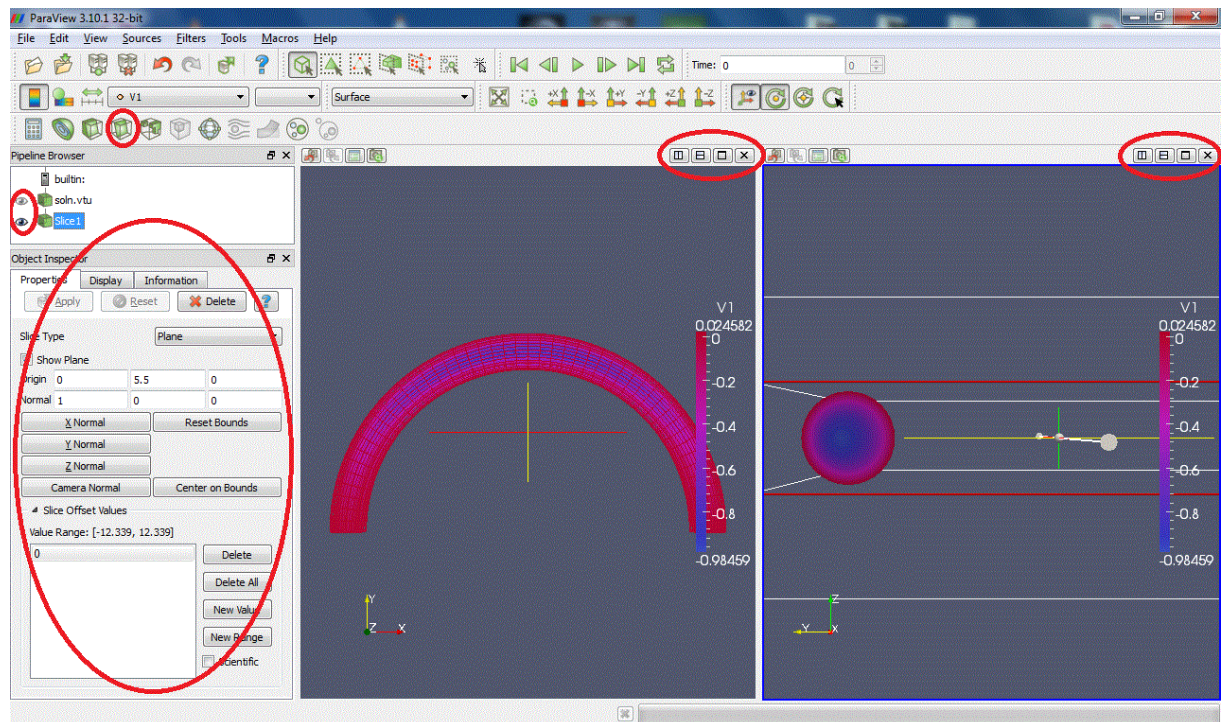 ParaView 3.10.1 32-bit
File Edit View Sources Filters Tools Macros Help
Time: 0 0
V1 Surface
+X -X +Y -Y +Z -Z
Pipeline Browser
builtin:
soln.vtu
Slice1
Object Inspector
Properties Display Information
Apply Reset Delete ?
Slice Type Plane
Show Plane
Origin 0 5.5 0
Normal 1 0 0
X Normal Reset Bounds
Y Normal
Z Normal
Camera Normal Center on Bounds
Slice Offset Values
Value Range: [-12.339, 12.339]
0
Delete
Delete All
New Value
New Range
Scientific
V1
0.024582
0
-0.2
-0.4
-0.6
-0.8
-0.98459
Y
Z X
V1
0.024582
0
-0.2
-0.4
-0.6
-0.8
-0.98459
Z
Y X